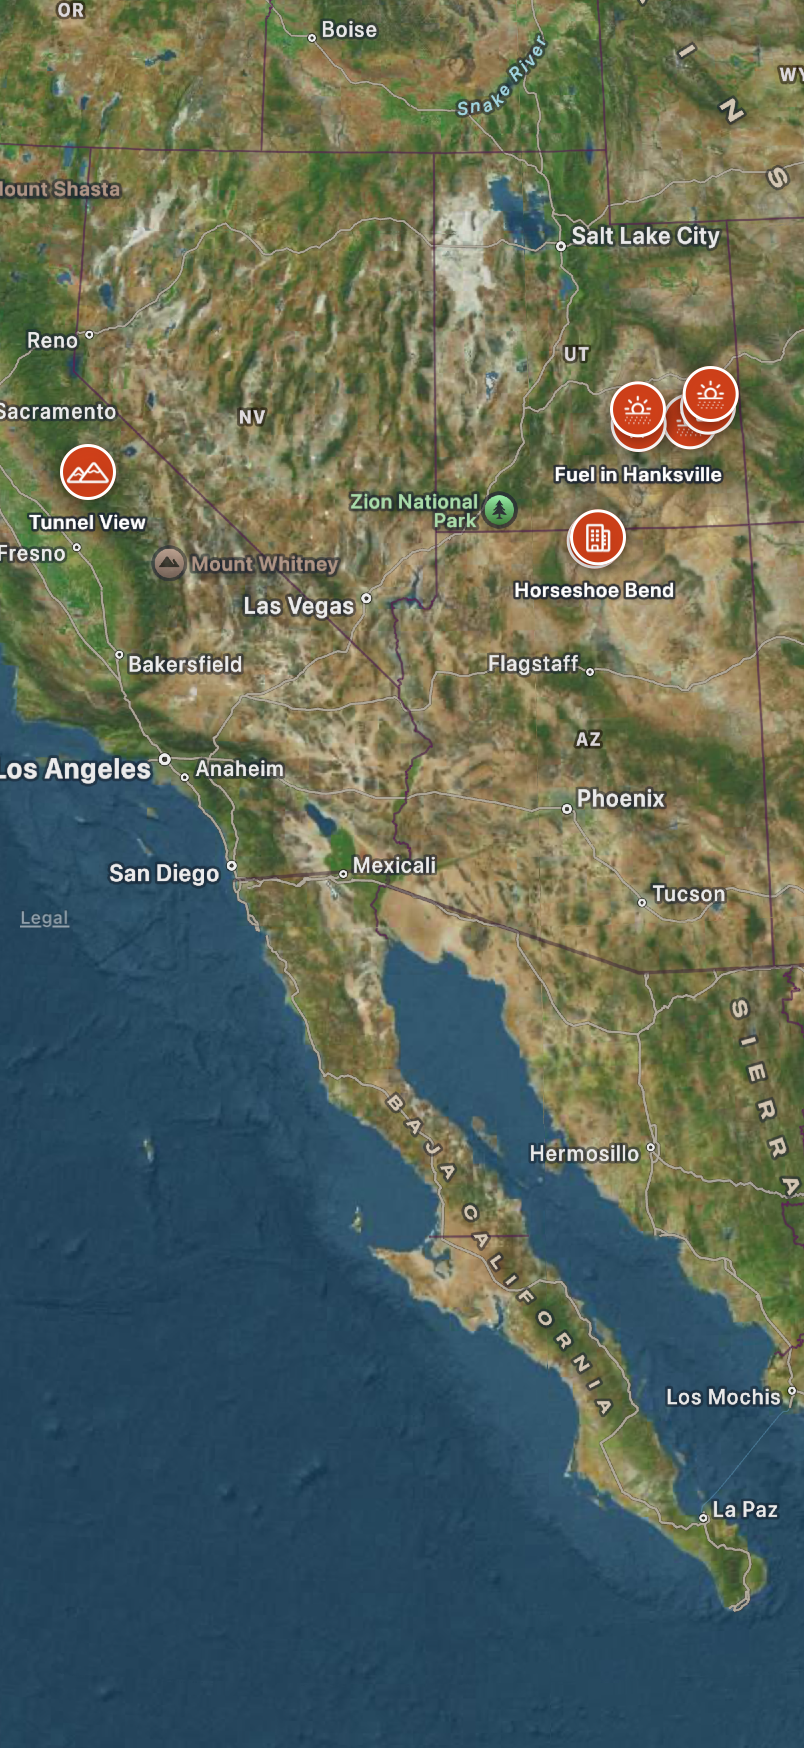 OR
Boise
Snake River
I
WY
N
S
Mount Shasta
Salt Lake City
Reno
UT
Sacramento
NV
Fuel in Hanksville
Tunnel View
Zion National
Park
Fresno
Mount Whitney
Horseshoe Bend
Las Vegas
Bakersfield
Flagstaff
AZ
Los Angeles
Anaheim
Phoenix
San Diego
Mexicali
Tucson
Legal
SIERRA
BAJA CALIFORNIA
Hermosillo
Los Mochis
La Paz